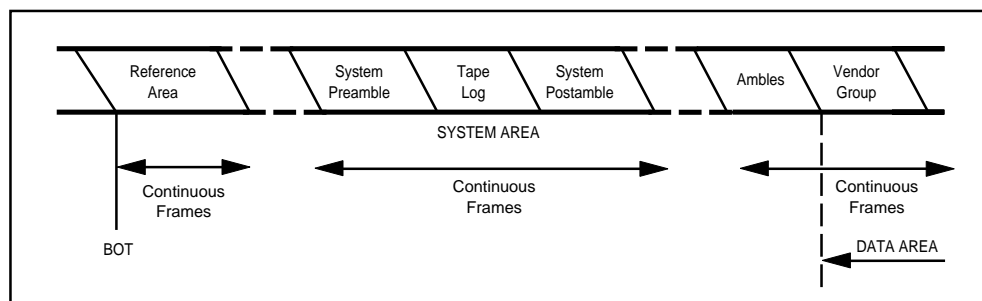 Reference
Area
System
Preamble
Tape
Log
System
Postamble
Ambles
Vendor
Group
SYSTEM AREA
Continuous
Frames
Continuous
Frames
Continuous
Frames
BOT
DATA AREA